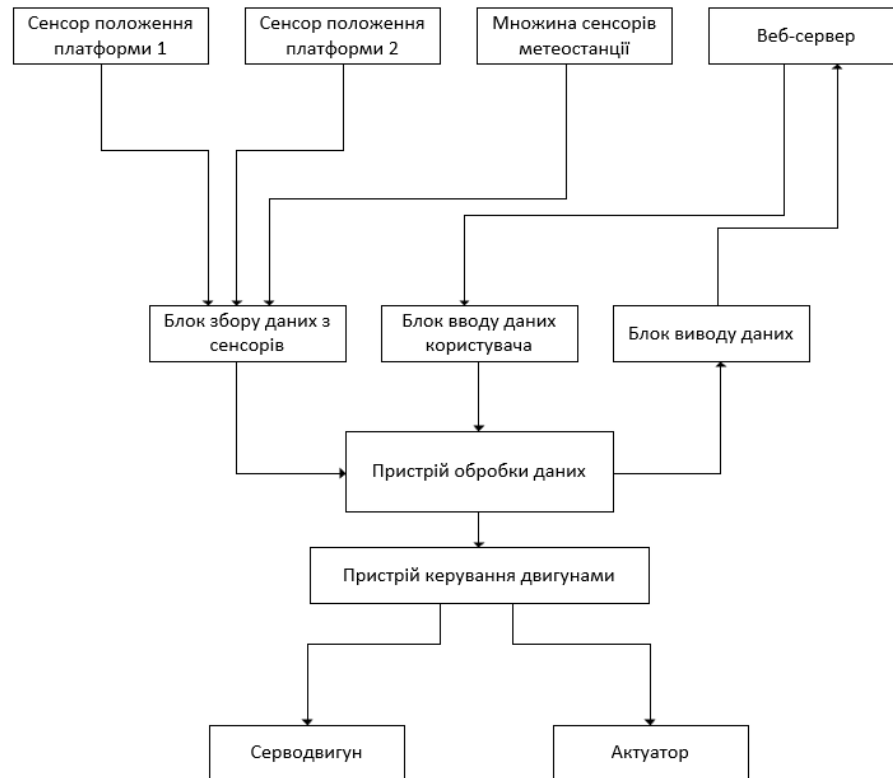 Сенсор положення
платформи 1
Сенсор положення
платформи 2
Множина сенсорів
метеостанції
Веб-сервер
Блок збору даних з
сенсорів
Блок вводу даних
користувача
Блок виводу даних
Пристрій обробки даних
Пристрій керування двигунами
Серводвигун
Актуатор